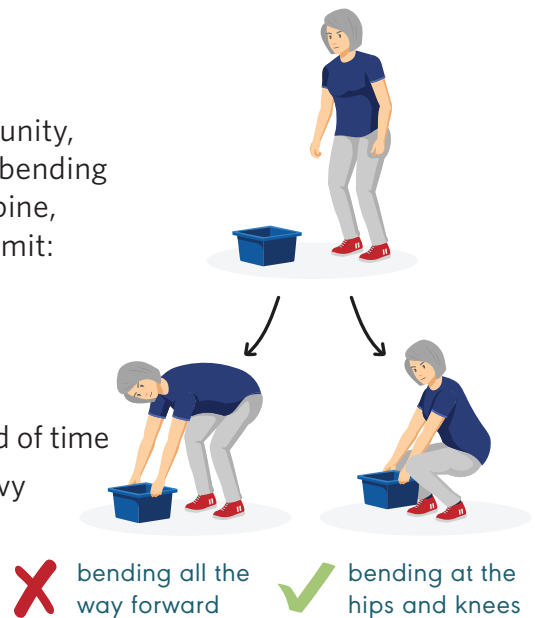 unity,
bending
pine,
mit:
d of time
vy
bending all the
way forward
bending at the
hips and knees